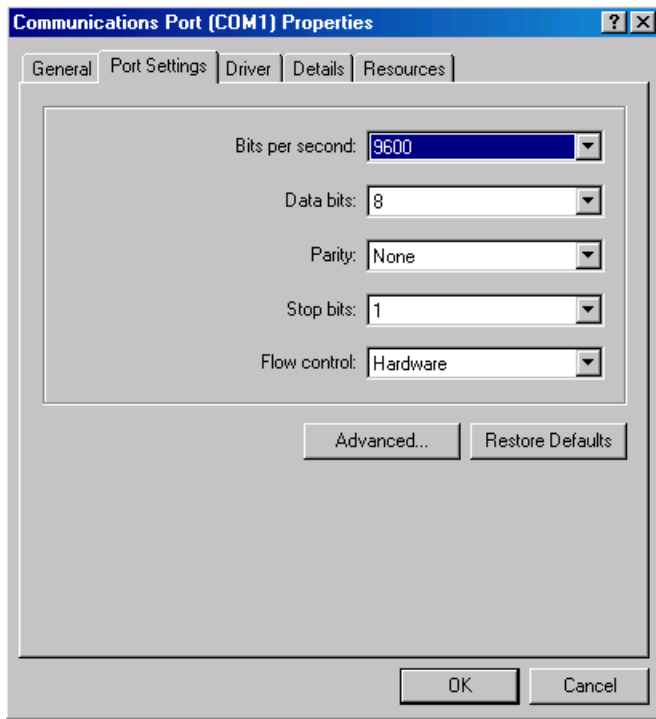 Communications Port (COM1) Properties
General Port Settings Driver Details Resources
Bits per second: 9600
Data bits: 8
Parity: None
Stop bits: 1
Flow control: Hardware
Advanced... Restore Defaults
OK Cancel